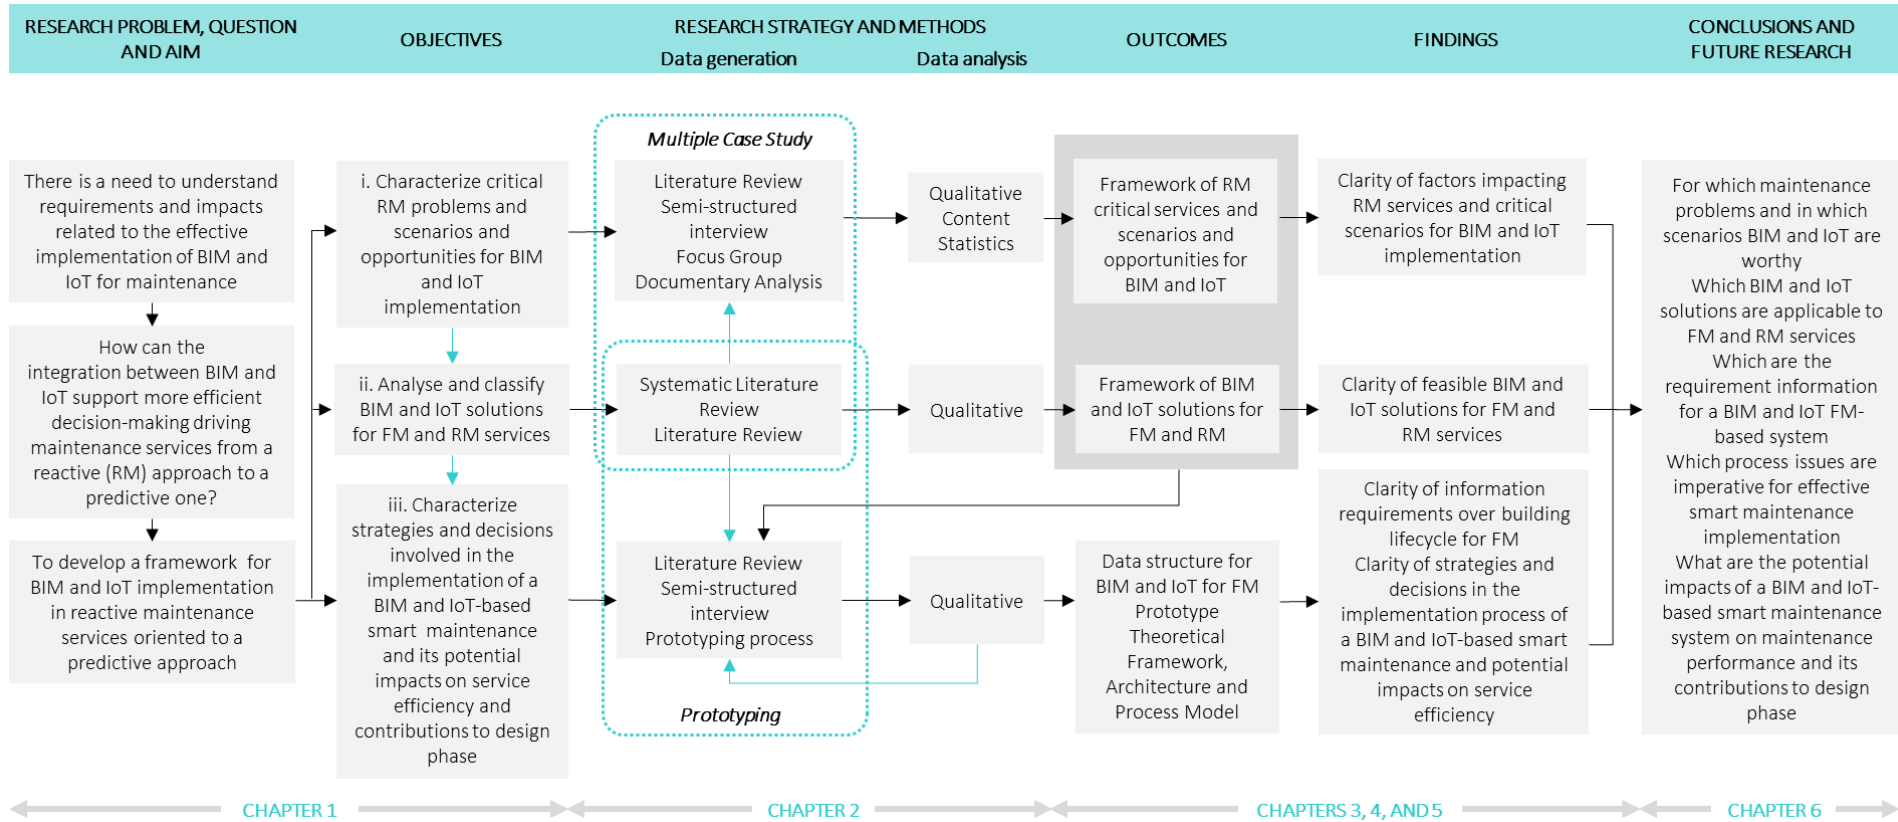 RESEARCH PROBLEM, QUESTION
AND AIM
OBJECTIVES
RESEARCH STRATEGY AND METHODS
Data generation
Data analysis
OUTCOMES
FINDINGS
CONCLUSIONS AND
FUTURE RESEARCH
There is a need to understand
requirements and impacts
related to the effective
implementation of BIM and
IoT for maintenance
How can the
integration between BIM and
IoT support more efficient
decision-making driving
maintenance services from a
reactive (RM) approach to a
predictive one?
To develop a framework for
BIM and IoT implementation
in reactive maintenance
services oriented to a
predictive approach
i. Characterize critical
RM problems and
scenarios and
opportunities for BIM
and IoT
implementation
ii. Analyse and classify
BIM and IoT solutions
for FM and RM services
iii. Characterize
strategies and decisions
involved in the
implementation of a
BIM and IoT-based
smart maintenance
and its potential
impacts on service
efficiency and
contributions to design
phase
Multiple Case Study
Literature Review
Semi-structured
interview
Focus Group
Documentary Analysis
Systematic Literature
Review
Literature Review
Literature Review
Semi-structured
interview
Prototyping process
Prototyping
Qualitative
Content
Statistics
Qualitative
Qualitative
Framework of RM
critical services and
scenarios and
opportunities for
BIM and IoT
Framework of BIM
and IoT solutions for
FM and RM
Data structure for
BIM and IoT for FM
Prototype
Theoretical
Framework,
Architecture and
Process Model
Clarity of factors impacting
RM services and critical
scenarios for BIM and IoT
implementation
Clarity of feasible BIM and
IoT solutions for FM and
RM services
Clarity of information
requirements over building
lifecycle for FM
Clarity of strategies and
decisions in the
implementation process of
a BIM and IoT-based smart
maintenance and potential
impacts on service
efficiency
For which maintenance
problems and in which
scenarios BIM and IoT are
worthy
Which BIM and IoT
solutions are applicable to
FM and RM services
Which are the
requirement information
for a BIM and IoT FM-
based system
Which process issues are
imperative for effective
smart maintenance
implementation
What are the potential
impacts of a BIM and IoT-
based smart maintenance
system on maintenance
performance and its
contributions to design
phase
CHAPTER 1
CHAPTER 2
CHAPTERS 3, 4, AND 5
CHAPTER 6